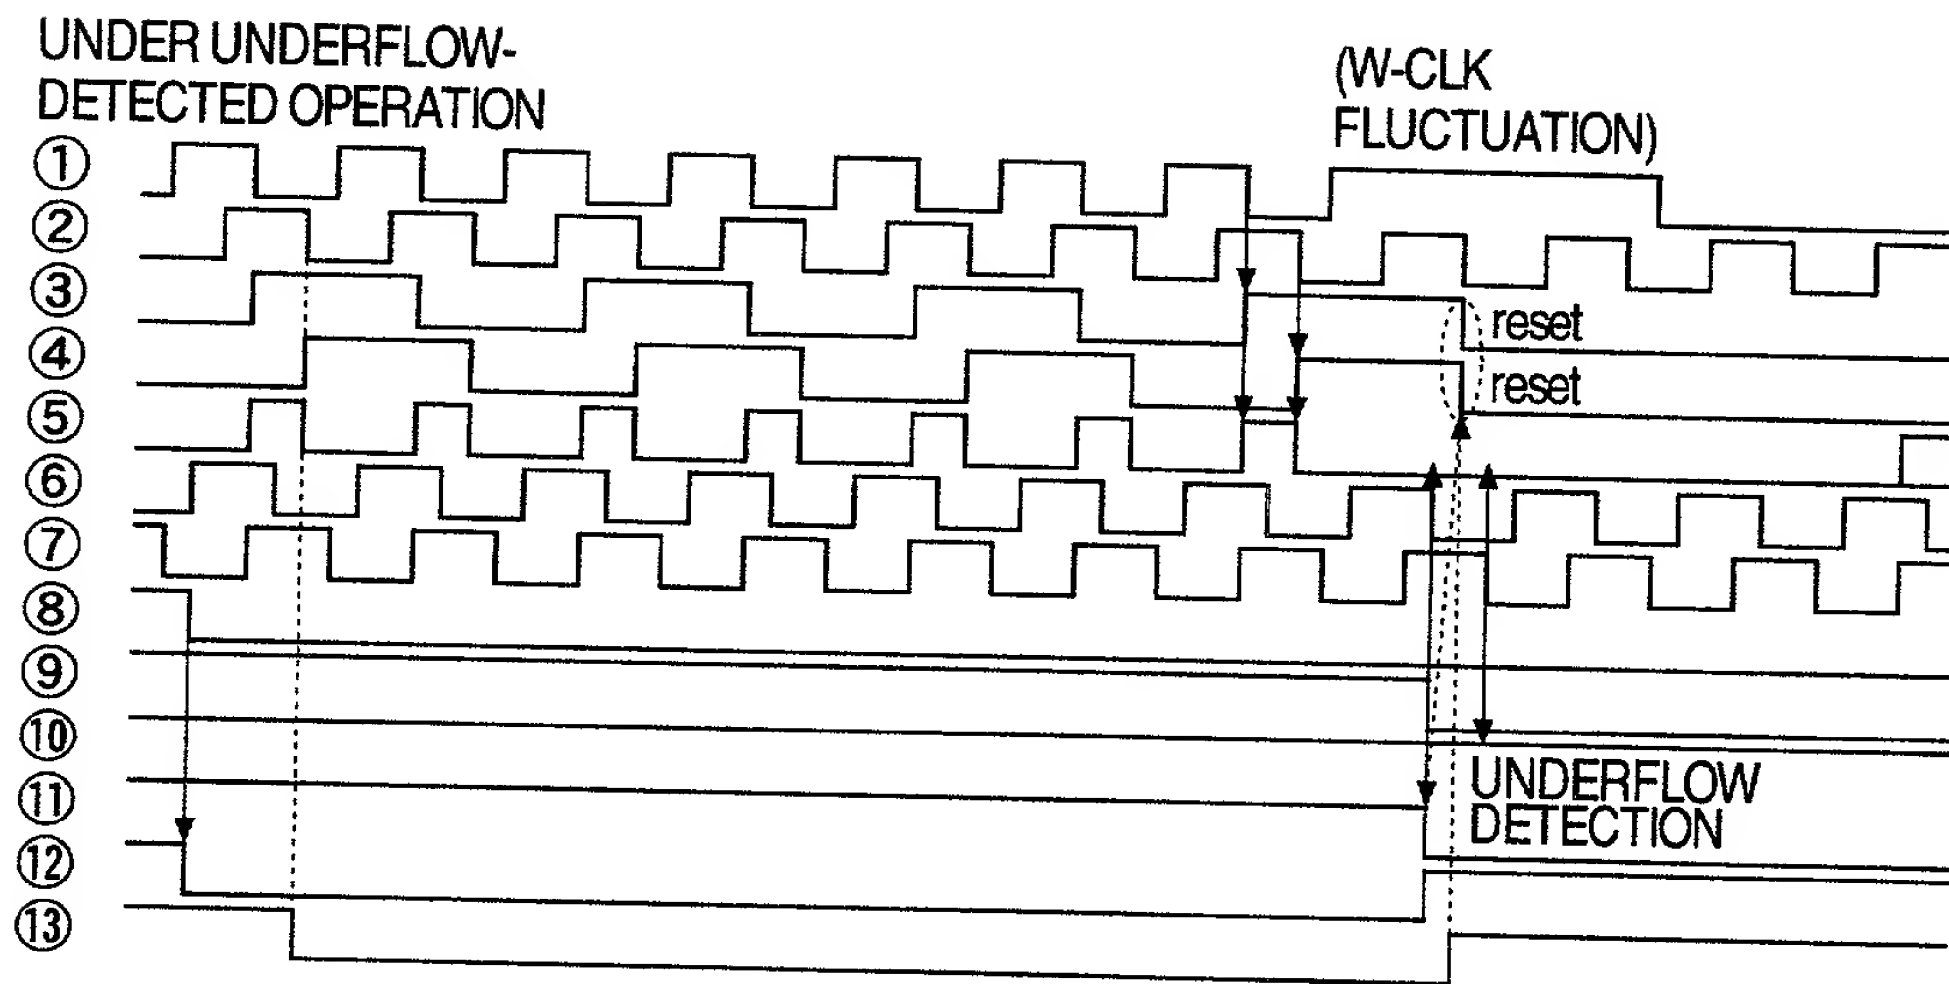 UNDER UNDERFLOW-
DETECTED OPERATION
(W-CLK
FLUCTUATION)
①
②
③
reset
④
reset
⑤
⑥
⑦
⑧
⑨
⑩
UNDERFLOW
DETECTION
⑪
⑫
⑬